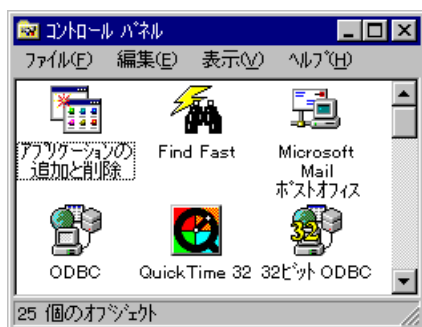 コントロール パネル
ファイル(F) 編集(E) 表示(V) ヘルプ(H)
アプリケーションの
追加と削除
Find Fast
Microsoft
Mail
ポストオフィス
ODBC
QuickTime 32
32ビット ODBC
32
25 個のオブジェクト